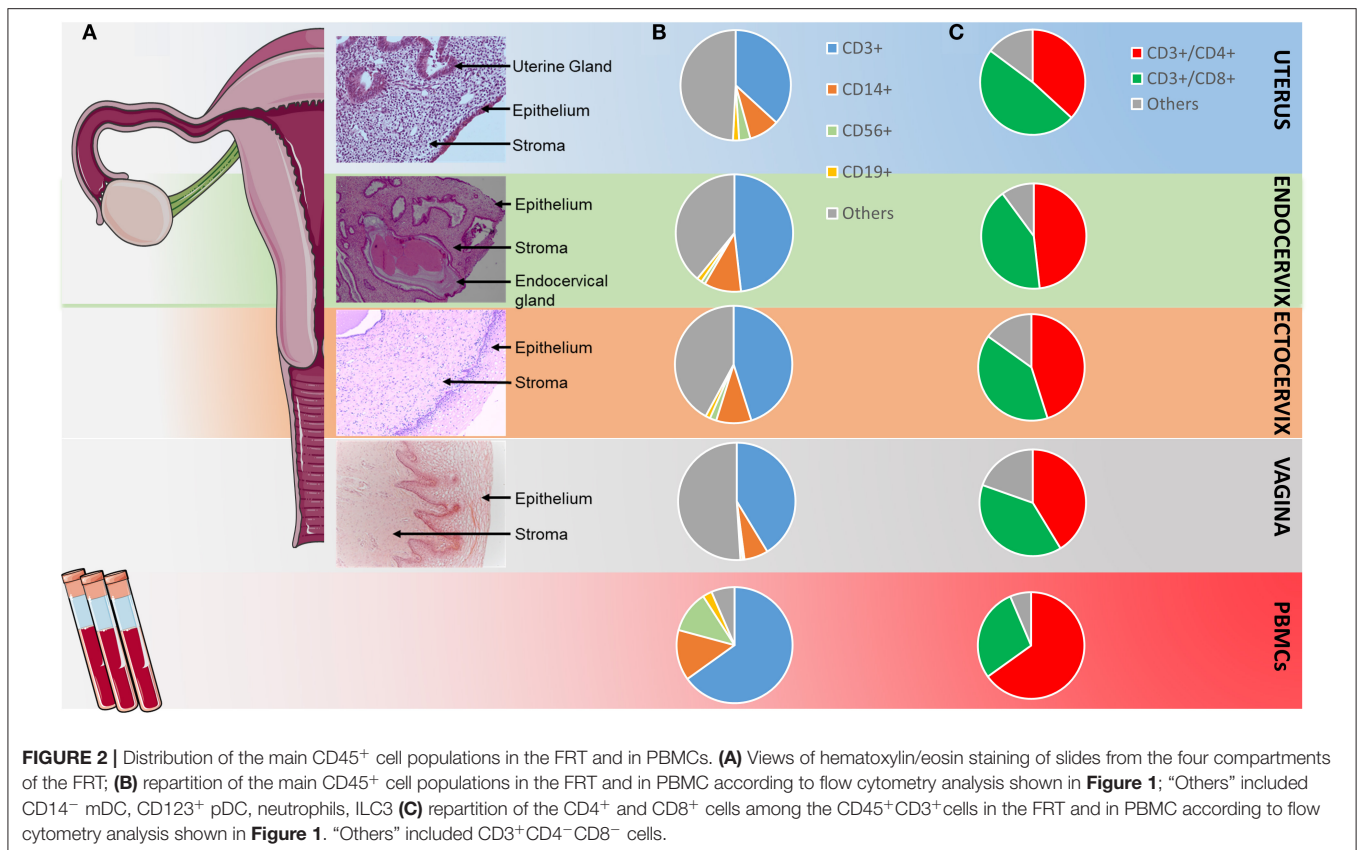 A
B
C
Uterine Gland
Epithelium
Stroma
CD3+
CD14+
CD56+
CD19+
Others
CD3+/CD4+
CD3+/CD8+
Others
UTERUS
Epithelium
Stroma
Endocervical
gland
ENDOCERVIX
Epithelium
Stroma
ECTOCERVIX
Epithelium
Stroma
VAGINA
PBMCs
FIGURE 2 | Distribution of the main CD45⁺ cell populations in the FRT and in PBMCs. (A) Views of hematoxylin/eosin staining of slides from the four compartments
of the FRT; (B) repartition of the main CD45⁺ cell populations in the FRT and in PBMC according to flow cytometry analysis shown in Figure 1; “Others” included
CD14⁻ mDC, CD123⁺ pDC, neutrophils, ILC3 (C) repartition of the CD4⁺ and CD8⁺ cells among the CD45⁺CD3⁺cells in the FRT and in PBMC according to flow
cytometry analysis shown in Figure 1. “Others” included CD3⁺CD4⁻CD8⁻ cells.